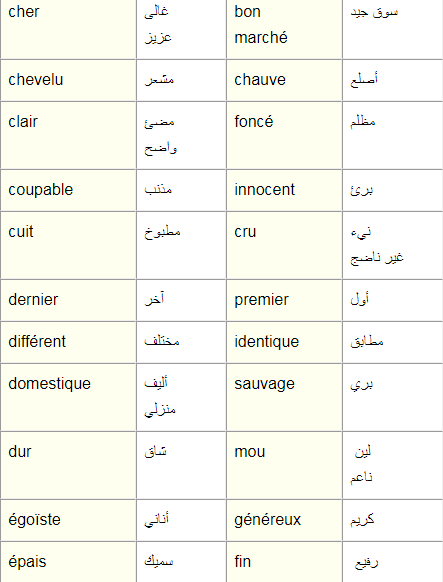 cher غالى bon سوق جيد
عزيز marché
chevelu مشعر chauve أصلع
clair مضئ foncé مظلم
واضح
coupable مذنب innocent برئ
cuit مطبوخ cru نيء
غير ناضج
dernier آخر premier أول
différent مختلف identique مطابق
domestique أليف sauvage بري
منزلي
dur شاق mou لين
ناعم
égoïste أناني généreux كريم
épais سميك fin رفيع